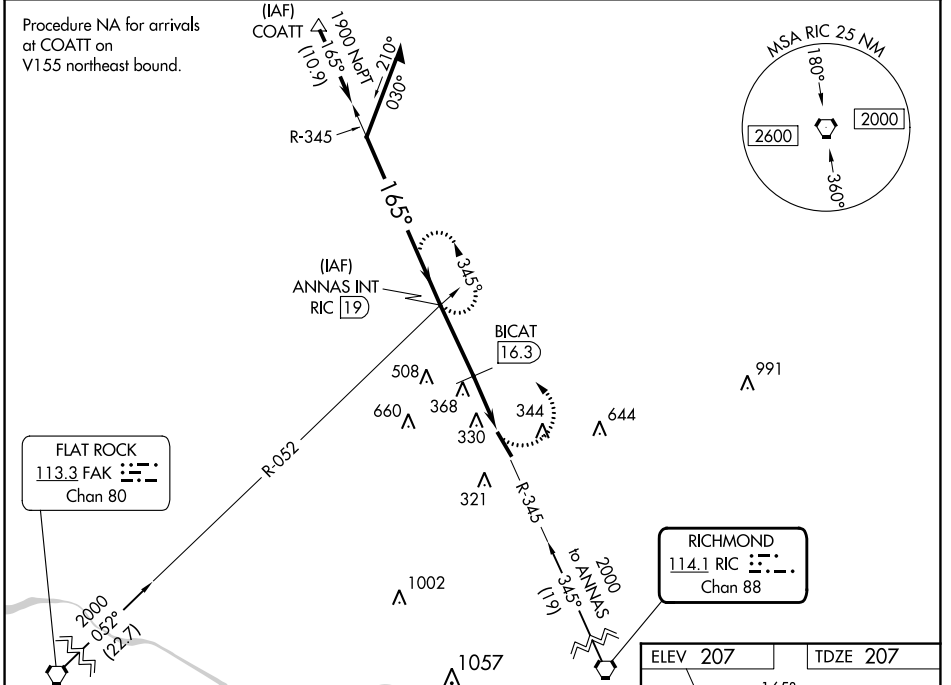 Procedure NA for arrivals
at COATT on
V155 northeast bound.
(IAF)
COATT
1900 NoPT
165°
(10.9)
210°
030°
R-345
165°
MSA RIC 25 NM
180°
2600
2000
360°
(IAF)
ANNAS INT
RIC 19
345°
BICAT
16.3
508
368
991
660
330
344
644
321
R-052
R-345
FLAT ROCK
113.3 FAK
Chan 80
2000
to ANNAS
345°
(19)
RICHMOND
114.1 RIC
Chan 88
1002
2000
052°
(22.7)
1057
ELEV 207
TDZE 207
165°